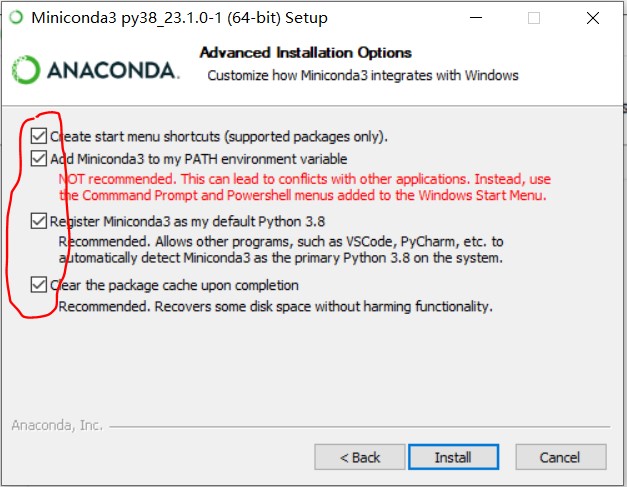 Miniconda3 py38_23.1.0-1 (64-bit) Setup
Advanced Installation Options
Customize how Miniconda3 integrates with Windows
ANACONDA.
Create start menu shortcuts (supported packages only).
Add Miniconda3 to my PATH environment variable
NOT recommended. This can lead to conflicts with other applications. Instead, use
the Commmand Prompt and Powershell menus added to the Windows Start Menu.
Register Miniconda3 as my default Python 3.8
Recommended. Allows other programs, such as VSCode, PyCharm, etc. to
automatically detect Miniconda3 as the primary Python 3.8 on the system.
Clear the package cache upon completion
Recommended. Recovers some disk space without harming functionality.
Anaconda, Inc.
< Back
Install
Cancel